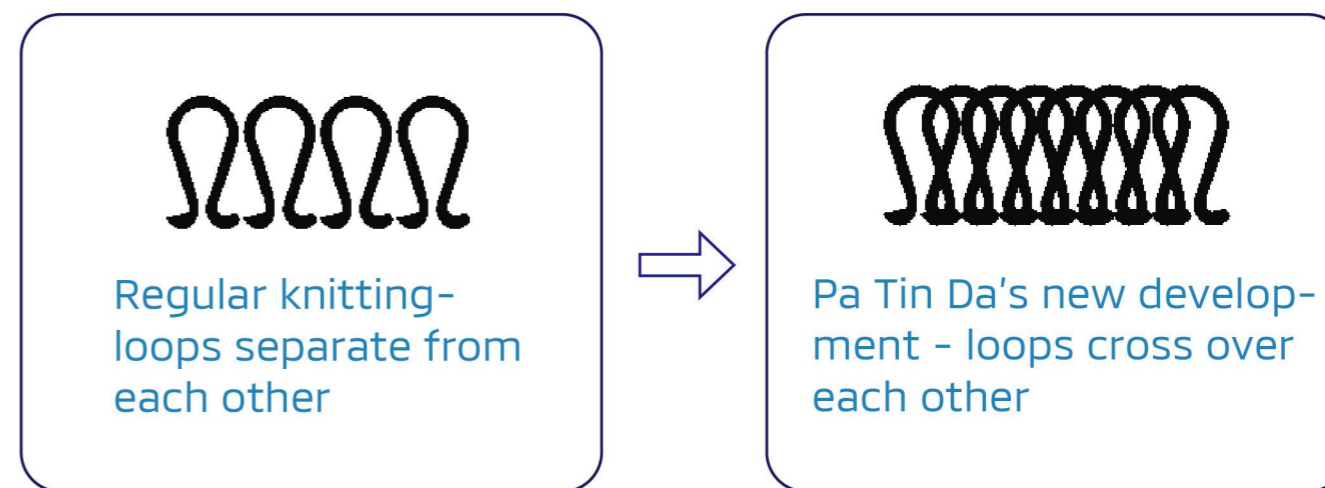 Regular knitting-
loops separate from
each other
Pa Tin Da's new develop-
ment - loops cross over
each other